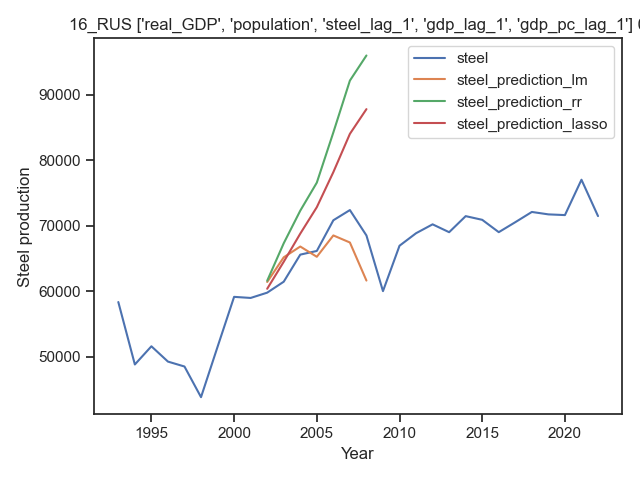 16_RUS ['real_GDP', 'population', 'steel_lag_1', 'gdp_lag_1', 'gdp_pc_lag_1']
steel
steel_prediction_lm
steel_prediction_rr
steel_prediction_lasso
Steel production
90000
80000
70000
60000
50000
1995
2000
2005
2010
2015
2020
Year